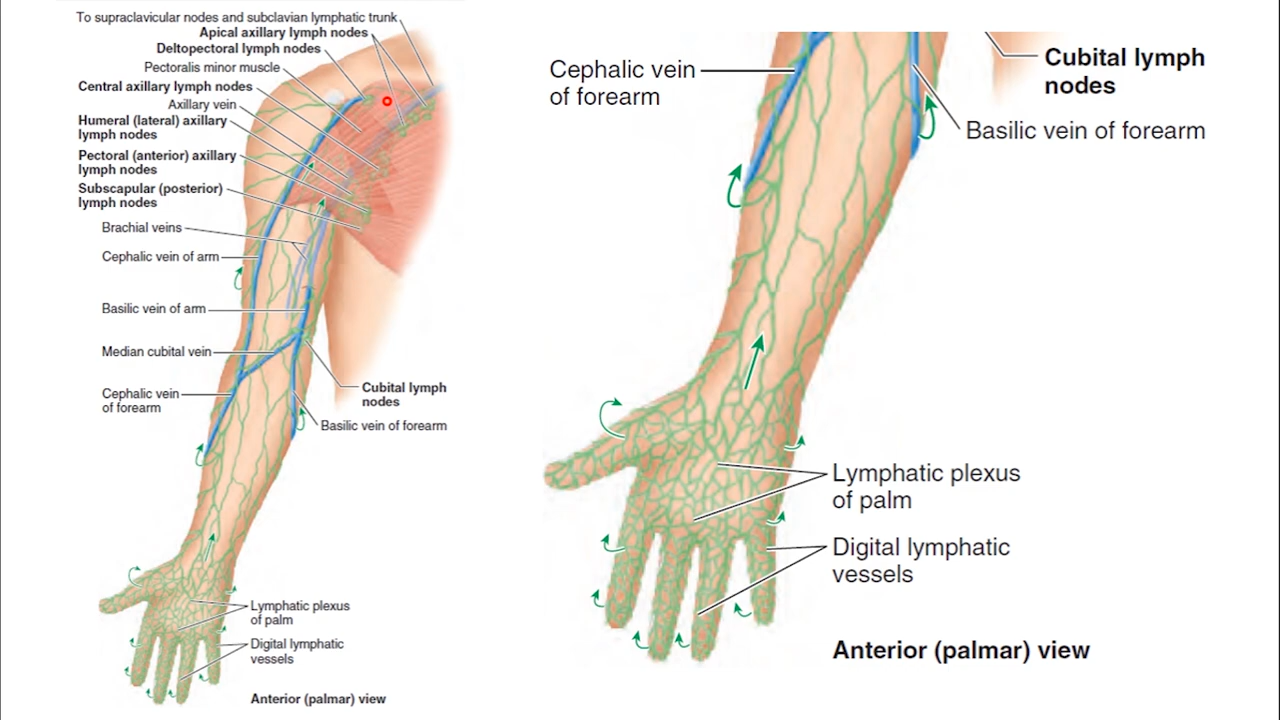 To supraclavicular nodes and subclavian lymphatic trunk
Apical axillary lymph nodes
Deltopectoral lymph nodes
Pectoralis minor muscle
Central axillary lymph nodes
Axillary vein
Humeral (lateral) axillary
lymph nodes
Pectoral (anterior) axillary
lymph nodes
Subscapular (posterior)
lymph nodes
Brachial veins
Cephalic vein of arm
Basilic vein of arm
Median cubital vein
Cephalic vein
of forearm
Cubital lymph
nodes
Basilic vein of forearm
Lymphatic plexus
of palm
Digital lymphatic
vessels
Anterior (palmar) view
Cephalic vein
of forearm
Cubital lymph
nodes
Basilic vein of forearm
Lymphatic plexus
of palm
Digital lymphatic
vessels
Anterior (palmar) view